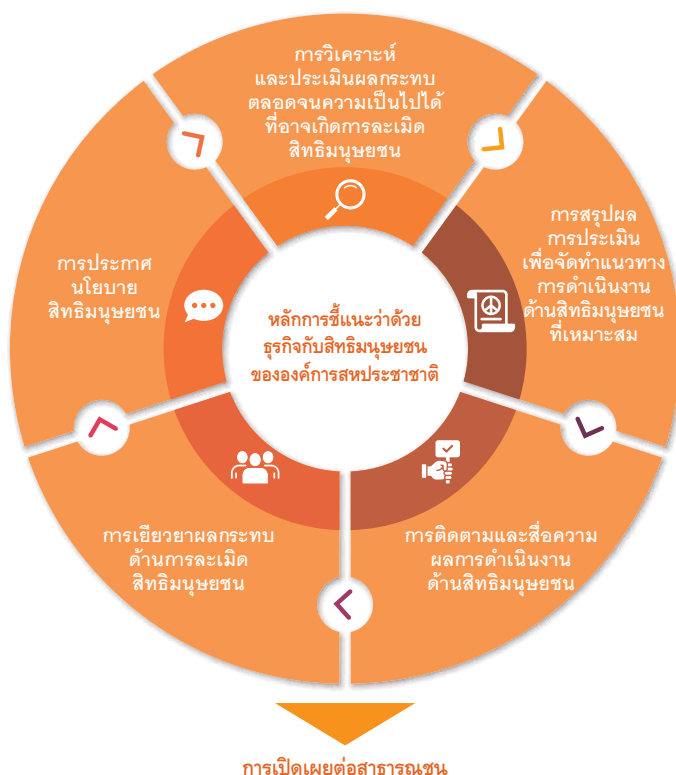 การวิเคราะห์
และประเมินผลกระทบ
ตลอดจนความเป็นไปได้
ที่อาจเกิดการละเมิด
สิทธิมนุษยชน
การสรุปผล
การประเมิน
เพื่อจัดทำแนวทาง
การดำเนินงาน
ด้านสิทธิมนุษยชน
ที่เหมาะสม
การติดตามและสื่อความ
ผลการดำเนินงาน
ด้านสิทธิมนุษยชน
การเยียวยาผลกระทบ
ด้านการละเมิด
สิทธิมนุษยชน
การประกาศ
นโยบาย
สิทธิมนุษยชน
หลักการชี้แนะว่าด้วย
ธุรกิจกับสิทธิมนุษยชน
ขององค์การสหประชาชาติ
การเปิดเผยต่อสาธารณชน